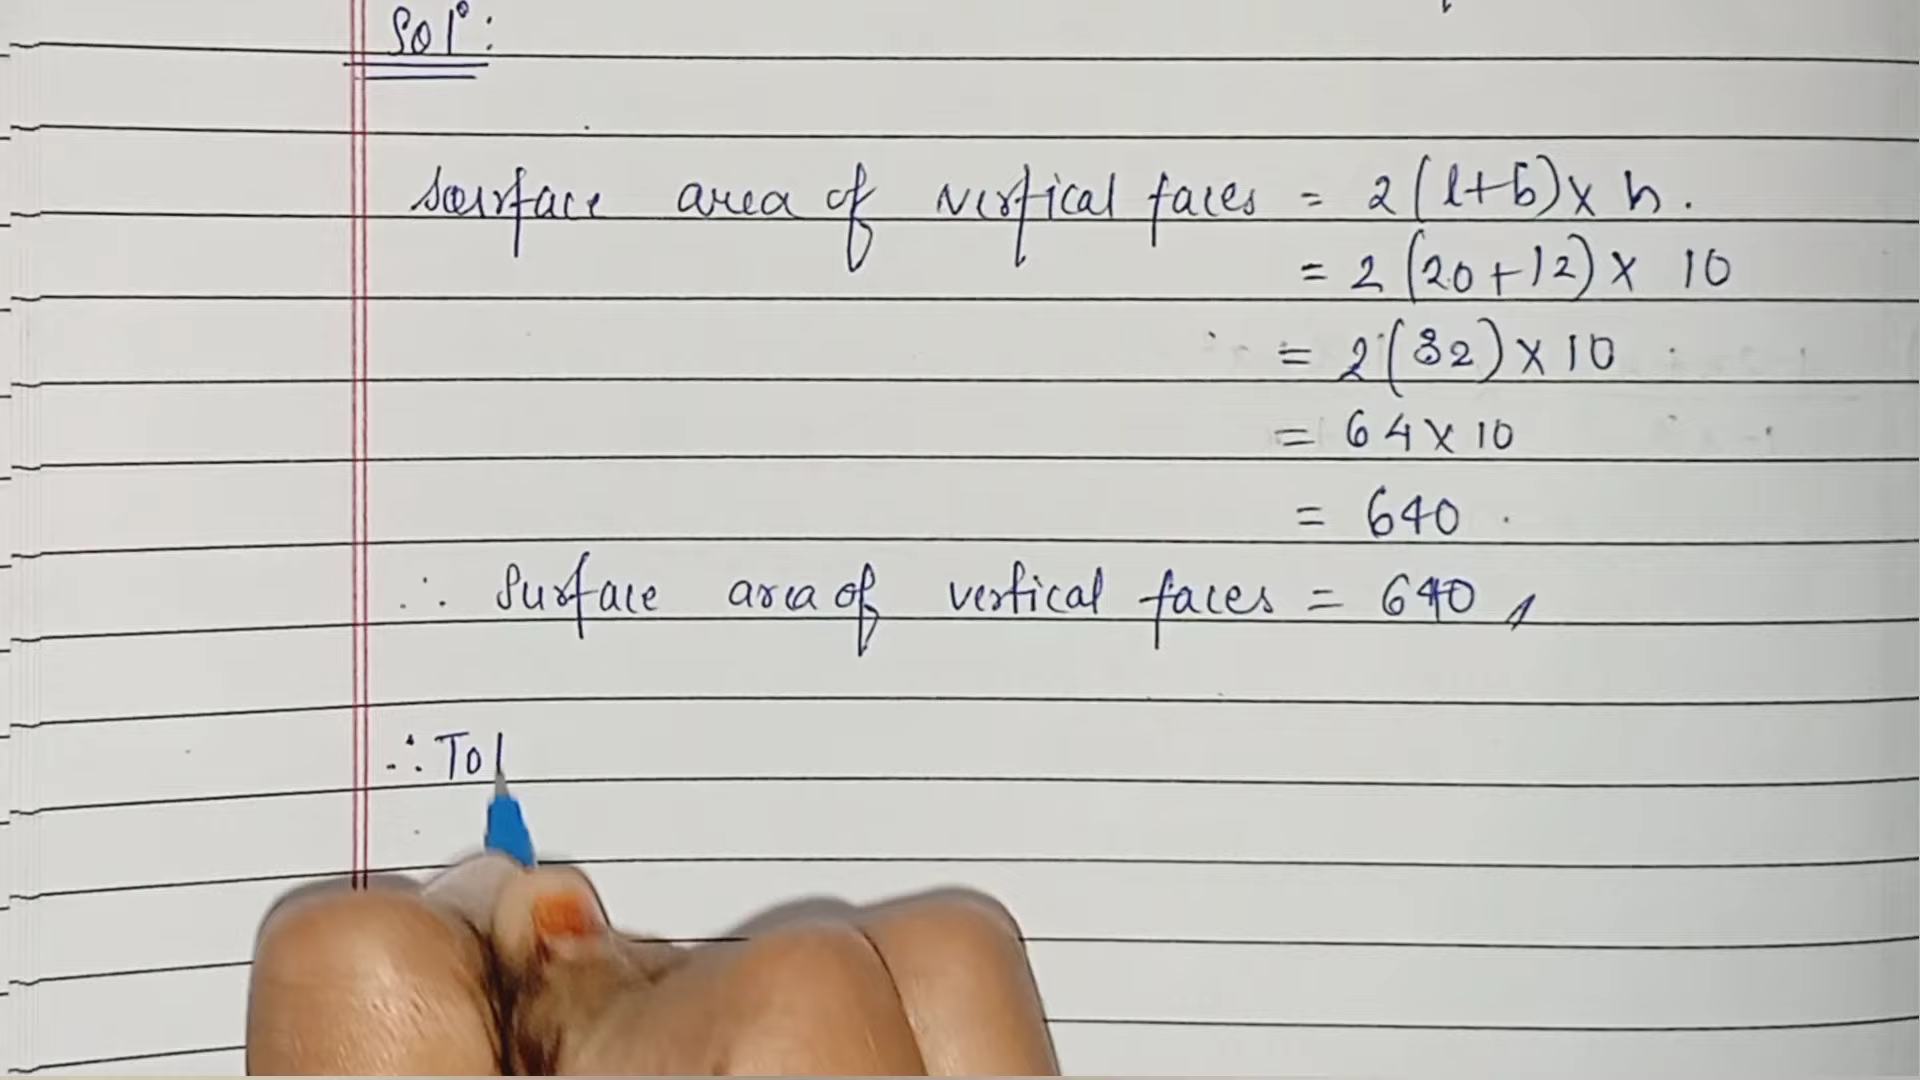 Sol°:
Surface area of vertical faces = 2(l+b)× h.
= 2(20+12)× 10
= 2(32)×10
= 64×10
= 640
∴ Surface area of vertical faces = 640
∴ Tol